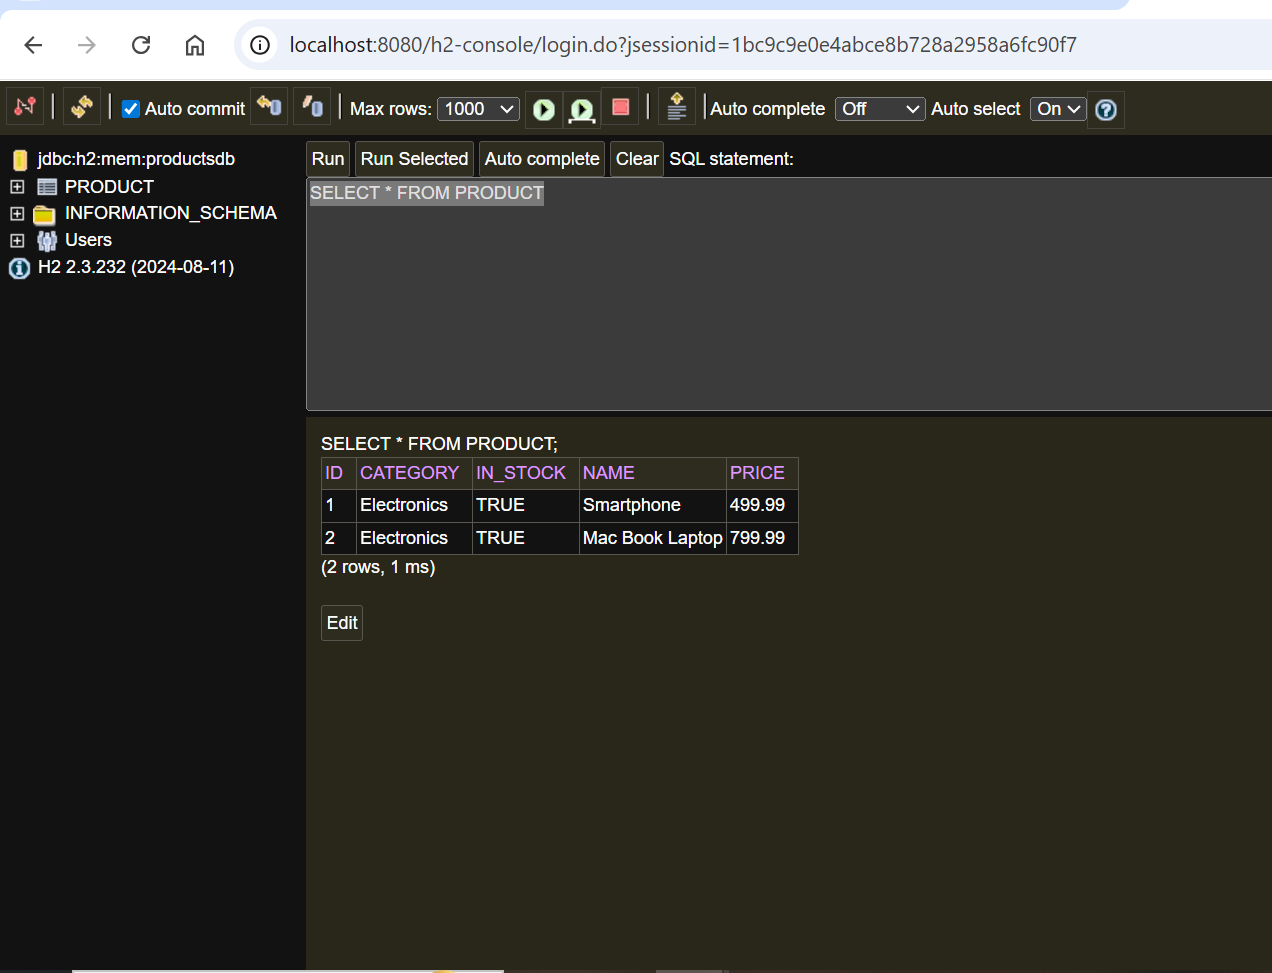 localhost:8080/h2-console/login.do?jsessionid=1bc9c9e0e4abce8b728a2958a6fc90f7
Auto commit Max rows: 1000 Auto complete Off Auto select On
jdbc:h2:mem:productsdb
PRODUCT
INFORMATION_SCHEMA
Users
H2 2.3.232 (2024-08-11)
Run Run Selected Auto complete Clear SQL statement:
SELECT * FROM PRODUCT
SELECT * FROM PRODUCT;
ID CATEGORY IN_STOCK NAME PRICE
1 Electronics TRUE Smartphone 499.99
2 Electronics TRUE Mac Book Laptop 799.99
(2 rows, 1 ms)
Edit